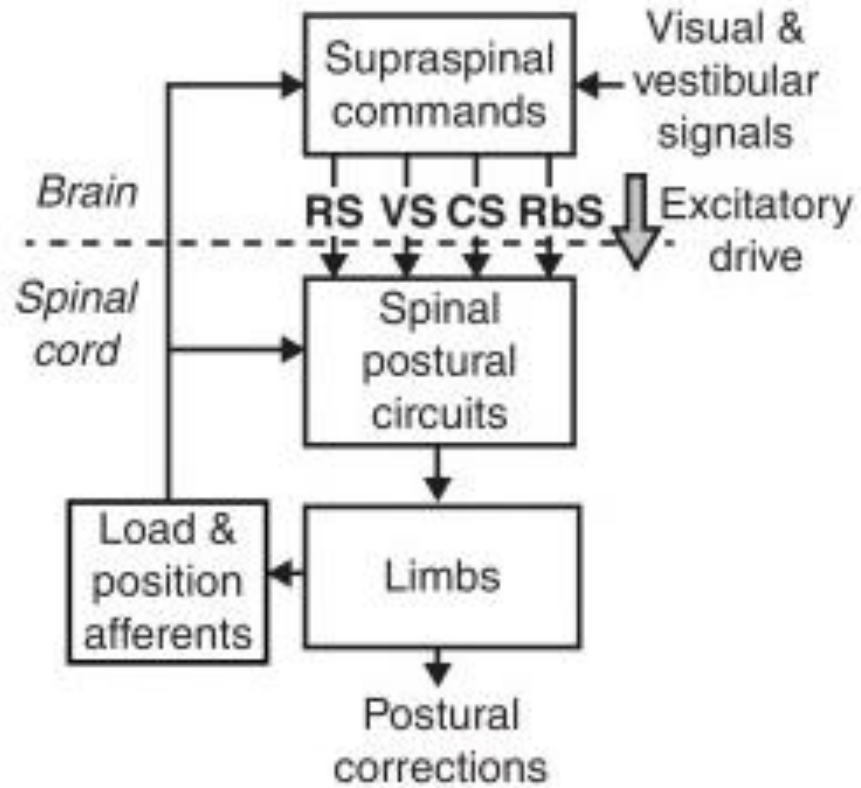 Supraspinal
commands
Visual &
vestibular
signals
Brain
RS VS CS RbS
Excitatory
drive
Spinal
cord
Spinal
postural
circuits
Load &
position
afferents
Limbs
Postural
corrections